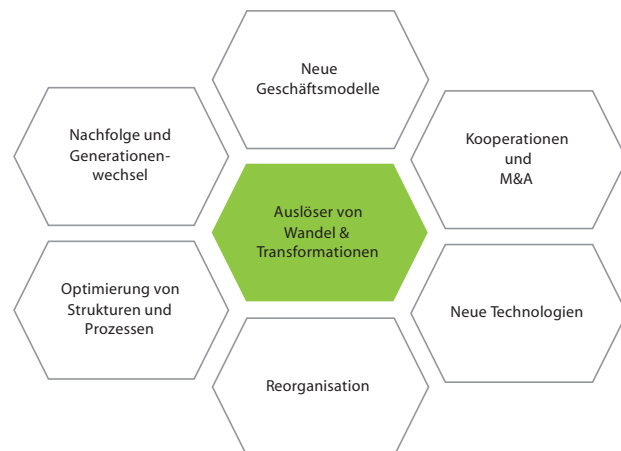 Neue
Geschäftsmodelle
Nachfolge und
Generationen-
wechsel
Kooperationen
und
M&A
Auslöser von
Wandel &
Transformationen
Optimierung von
Strukturen und
Prozessen
Neue Technologien
Reorganisation